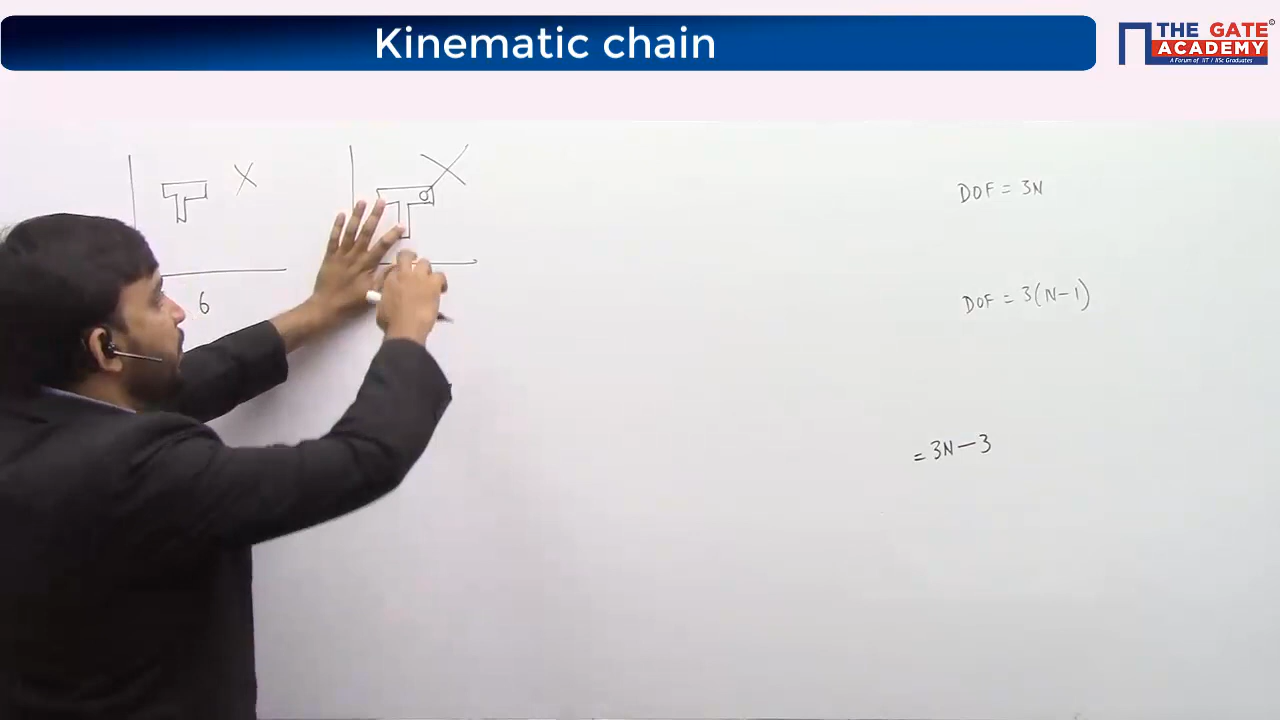 Kinematic chain
THE GATE
ACADEMY
A Forum of IIT / IISc Graduates
DOF = 3N
6
DOF = 3(N-1)
= 3N-3